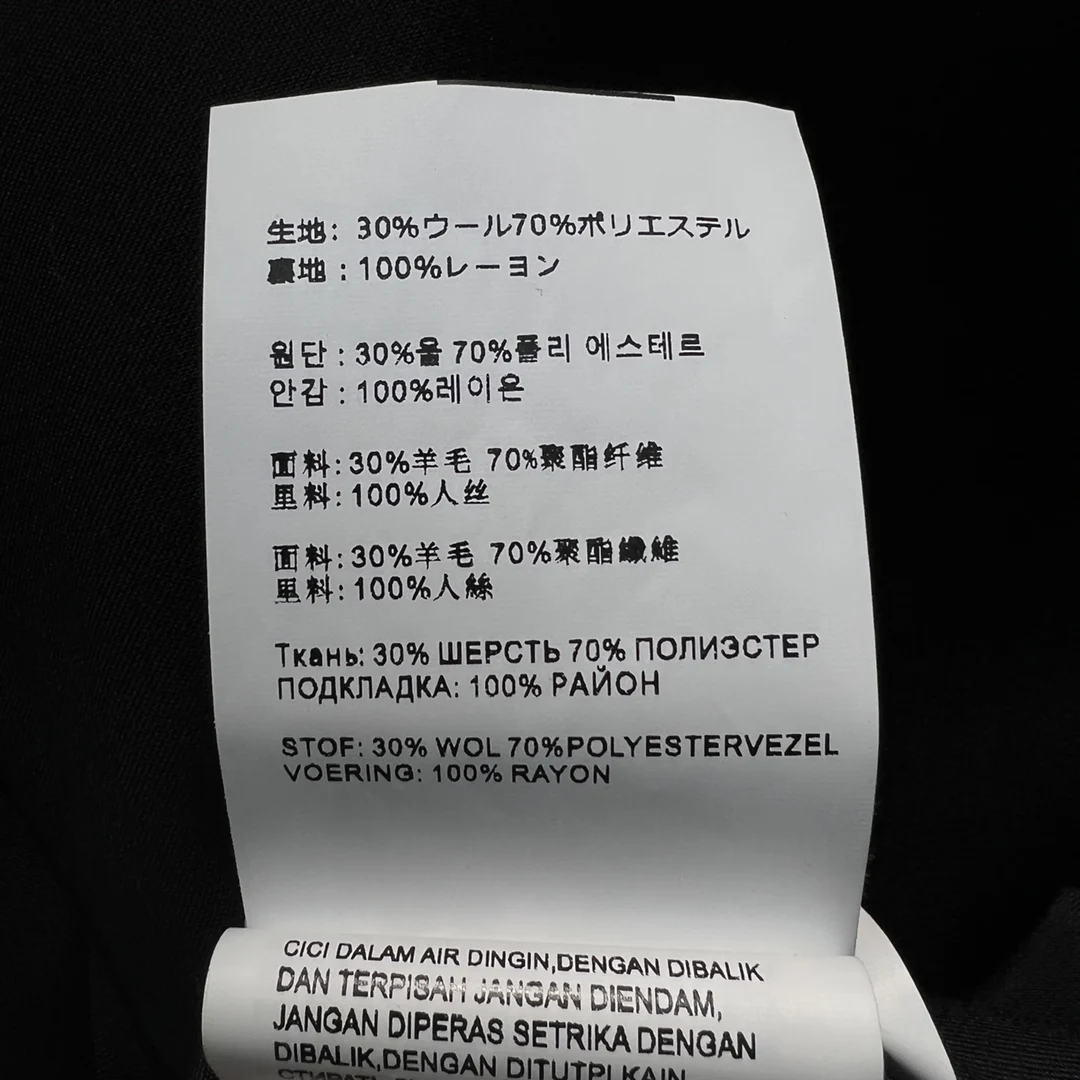 生地: 30%ウール70%ポリエステル
裏地 : 100%レーヨン
원단 : 30%울 70%폴리 에스테르
안감 : 100%레이온
面料: 30%羊毛 70%聚酯纤维
里料: 100%人丝
面料: 30%羊毛 70%聚酯纖維
里料: 100%人絲
Ткань: 30% ШЕРСТЬ 70% ПОЛИЭСТЕР
ПОДКЛАДКА: 100% РАЙОН
STOF: 30% WOL 70%POLYESTERVEZEL
VOERING: 100% RAYON
CICI DALAM AIR DINGIN,DENGAN DIBALIK
DAN TERPISAH JANGAN DIENDAM,
JANGAN DIPERAS SETRIKA DENGAN
DIBALIK,DENGAN DITUTPI KAIN